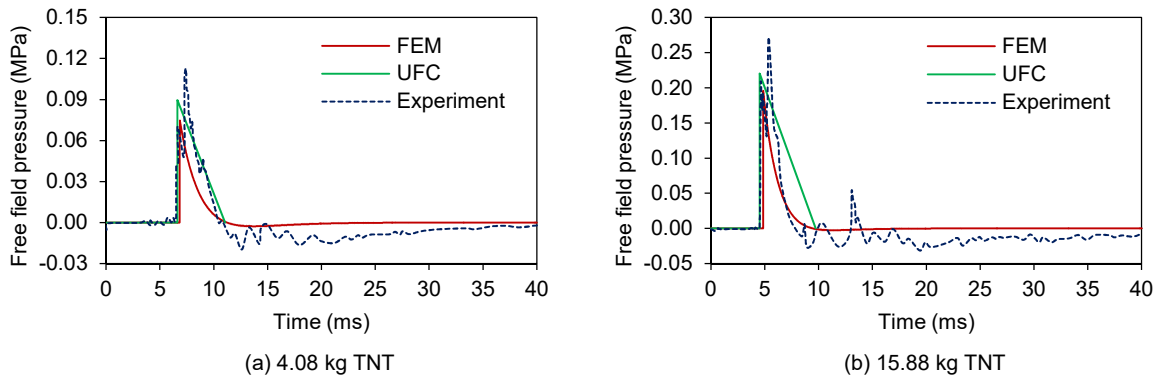 0.15
0.12
0.09
0.06
0.03
0.00
-0.03
Free field pressure (MPa)
FEM
UFC
Experiment
0 5 10 15 20 25 30 35 40
Time (ms)
(a) 4.08 kg TNT
0.30
0.25
0.20
0.15
0.10
0.05
0.00
-0.05
Free field pressure (MPa)
FEM
UFC
Experiment
0 5 10 15 20 25 30 35 40
Time (ms)
(b) 15.88 kg TNT